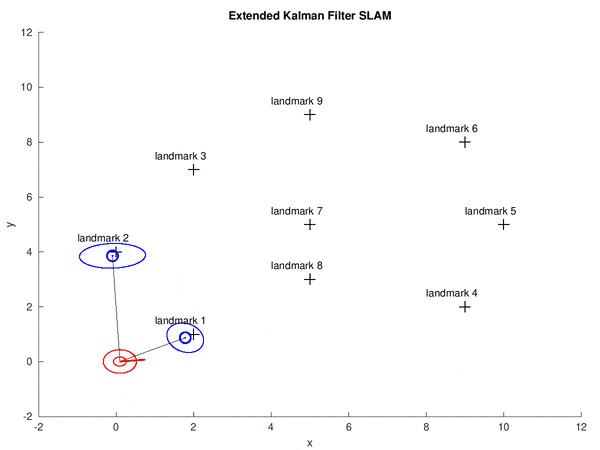 Extended Kalman Filter SLAM
12
landmark 9
10
landmark 6
8
landmark 3
6
landmark 7
landmark 5
y
landmark 2
4
landmark 8
landmark 4
2
landmark 1
0
-2
-2
0
2
4
6
8
10
12
x